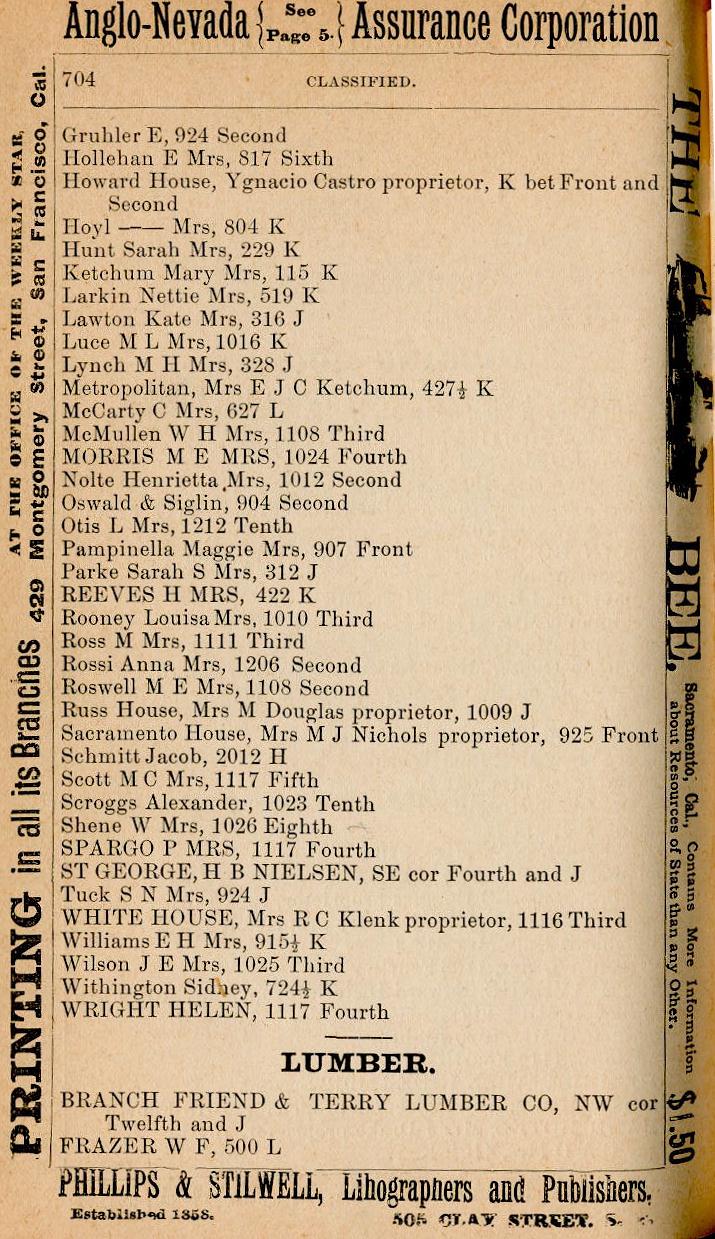 Anglo-Nevada { See Page 5. } Assurance Corporation
704 CLASSIFIED.
Gruhler E, 924 Second
Hollehan E Mrs, 817 Sixth
Howard House, Ygnacio Castro proprietor, K bet Front and
Second
Hoyl —— Mrs, 804 K
Hunt Sarah Mrs, 229 K
Ketchum Mary Mrs, 115 K
Larkin Nettie Mrs, 519 K
Lawton Kate Mrs, 316 J
Luce M L Mrs, 1016 K
Lynch M H Mrs, 328 J
Metropolitan, Mrs E J C Ketchum, 427½ K
McCarty C Mrs, 627 L
McMullen W H Mrs, 1108 Third
MORRIS M E MRS, 1024 Fourth
Nolte Henrietta Mrs, 1012 Second
Oswald & Siglin, 904 Second
Otis L Mrs, 1212 Tenth
Pampinella Maggie Mrs, 907 Front
Parke Sarah S Mrs, 312 J
REEVES H MRS, 422 K
Rooney Louisa Mrs, 1010 Third
Ross M Mrs, 1111 Third
Rossi Anna Mrs, 1206 Second
Roswell M E Mrs, 1108 Second
Russ House, Mrs M Douglas proprietor, 1009 J
Sacramento House, Mrs M J Nichols proprietor, 925 Front
Schmitt Jacob, 2012 H
Scott M C Mrs, 1117 Fifth
Scroggs Alexander, 1023 Tenth
Shene W Mrs, 1026 Eighth
SPARGO P MRS, 1117 Fourth
ST GEORGE, H B NIELSEN, SE cor Fourth and J
Tuck S N Mrs, 924 J
WHITE HOUSE, Mrs R C Klenk proprietor, 1116 Third
Williams E H Mrs, 915½ K
Wilson J E Mrs, 1025 Third
Withington Sidney, 724½ K
WRIGHT HELEN, 1117 Fourth
LUMBER.
BRANCH FRIEND & TERRY LUMBER CO, NW cor
Twelfth and J
FRAZER W F, 500 L
PHILLIPS & STILWELL, Lihographers and Publishers.
Established 1858.
505 CLAY STREET. S.
PRINTING in all its Branches
AT THE OFFICE OF THE WEEKLY STAR,
429 Montgomery Street, San Francisco, Cal.
THE BEE.
Sacramento, Cal., Contains More Information
about Resources of State than any Other.
$1.50